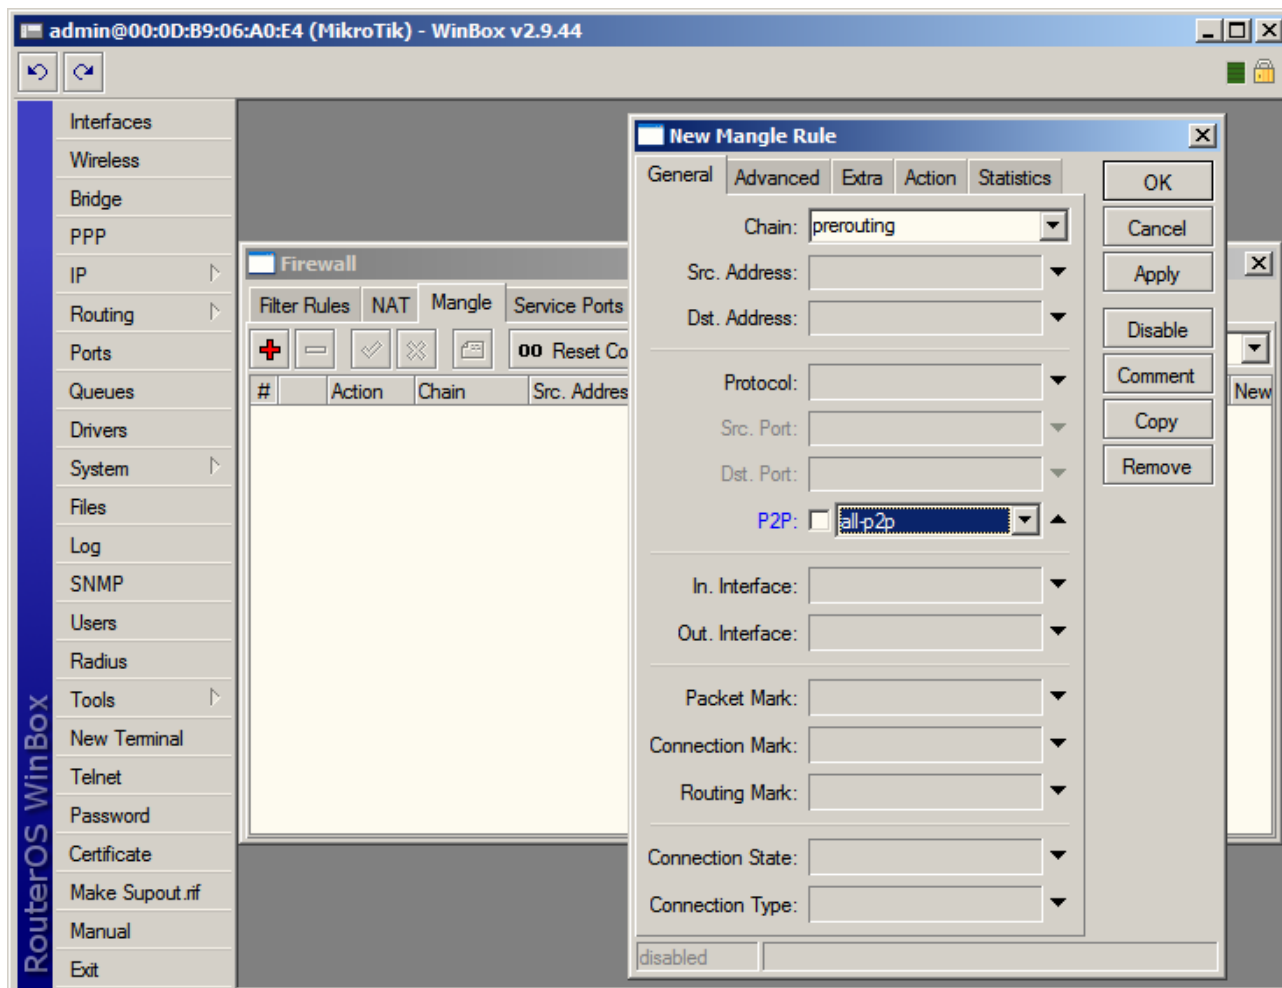 admin@00:0D:B9:06:A0:E4 (MikroTik) - WinBox v2.9.44
RouterOS WinBox
Interfaces
Wireless
Bridge
PPP
IP
Routing
Ports
Queues
Drivers
System
Files
Log
SNMP
Users
Radius
Tools
New Terminal
Telnet
Password
Certificate
Make Supout.rif
Manual
Exit
Firewall
Filter Rules NAT Mangle Service Ports
00 Reset Co
# Action Chain Src. Addres
New
New Mangle Rule
General Advanced Extra Action Statistics
Chain: prerouting
Src. Address:
Dst. Address:
Protocol:
Src. Port:
Dst. Port:
P2P: all-p2p
In. Interface:
Out. Interface:
Packet Mark:
Connection Mark:
Routing Mark:
Connection State:
Connection Type:
disabled
OK
Cancel
Apply
Disable
Comment
Copy
Remove